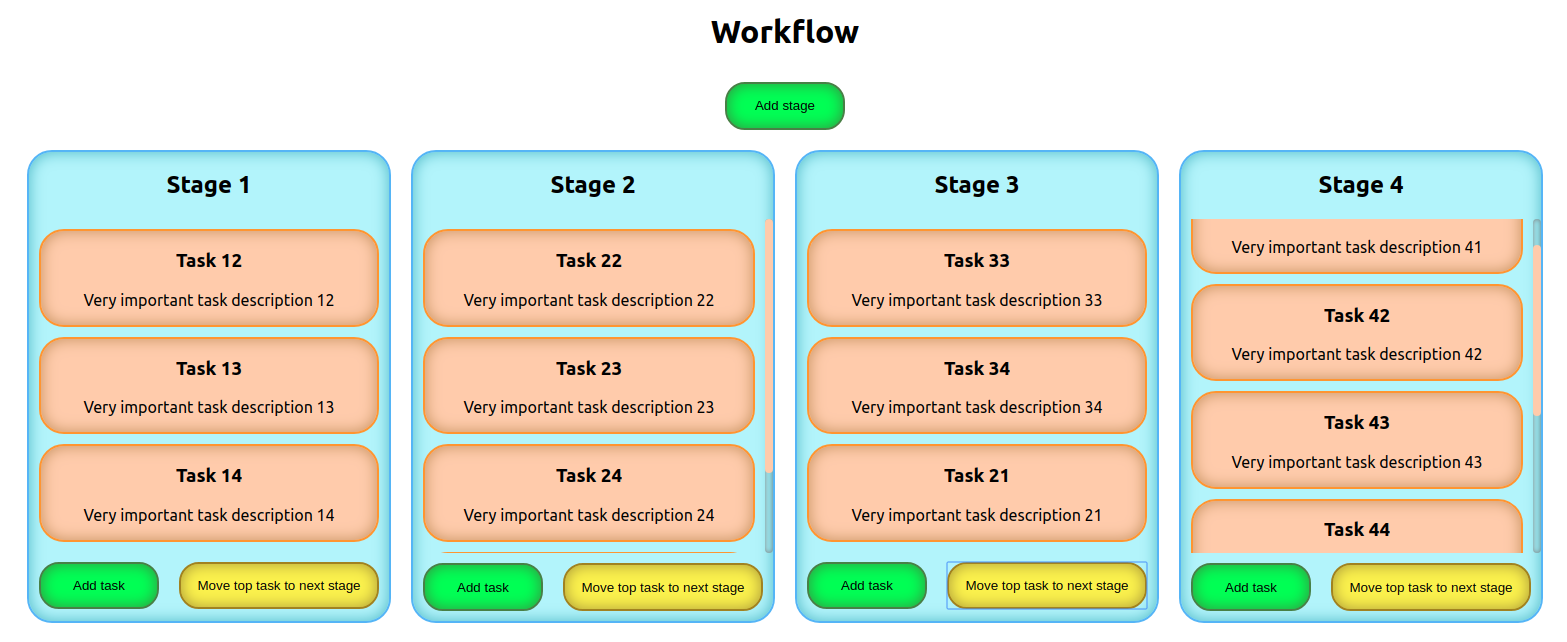 Workflow
Add stage
Stage 1
Task 12
Very important task description 12
Task 13
Very important task description 13
Task 14
Very important task description 14
Add task
Move top task to next stage
Stage 2
Task 22
Very important task description 22
Task 23
Very important task description 23
Task 24
Very important task description 24
Add task
Move top task to next stage
Stage 3
Task 33
Very important task description 33
Task 34
Very important task description 34
Task 21
Very important task description 21
Add task
Move top task to next stage
Stage 4
Very important task description 41
Task 42
Very important task description 42
Task 43
Very important task description 43
Task 44
Add task
Move top task to next stage